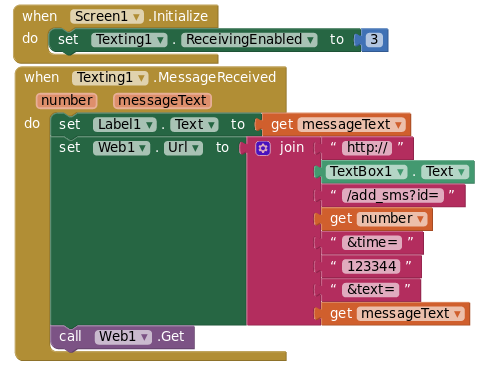 when Screen1 .Initialize
do set Texting1 . ReceivingEnabled to 3
when Texting1 .MessageReceived
number messageText
do set Label1 . Text to get messageText
set Web1 . Url to join “ http:// ”
TextBox1 . Text
“ /add_sms?id= ”
get number
“ &time= ”
“ 123344 ”
“ &text= ”
get messageText
call Web1 .Get